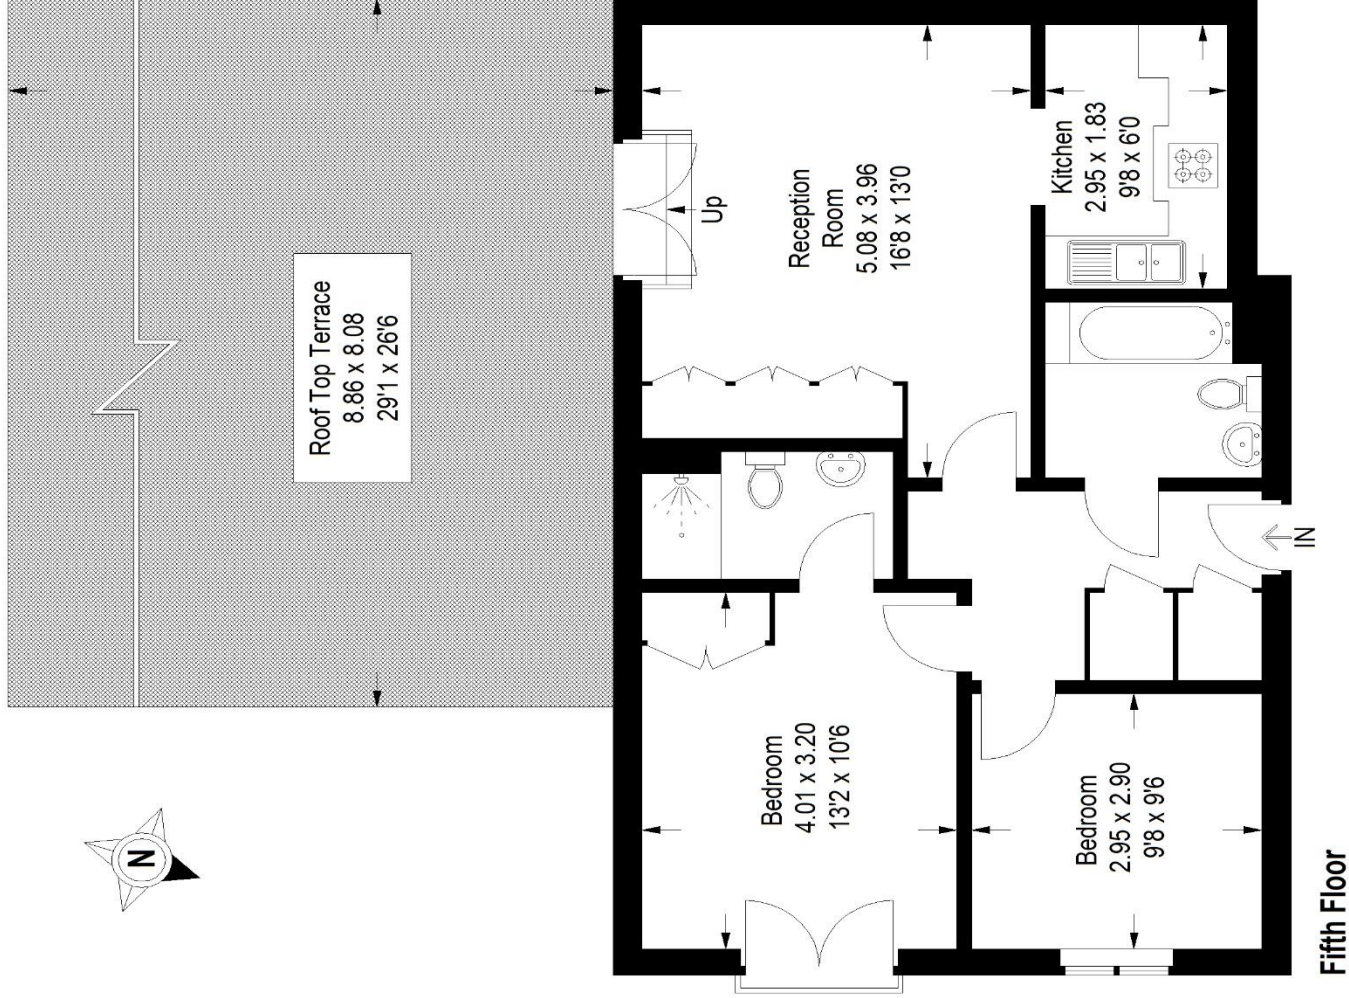 Roof Top Terrace
8.86 x 8.08
29'1 x 26'6
Up
Reception
Room
5.08 x 3.96
16'8 x 13'0
Kitchen
2.95 x 1.83
9'8 x 6'0
IN
Bedroom
4.01 x 3.20
13'2 x 10'6
Bedroom
2.95 x 2.90
9'8 x 9'6
N
Fifth Floor